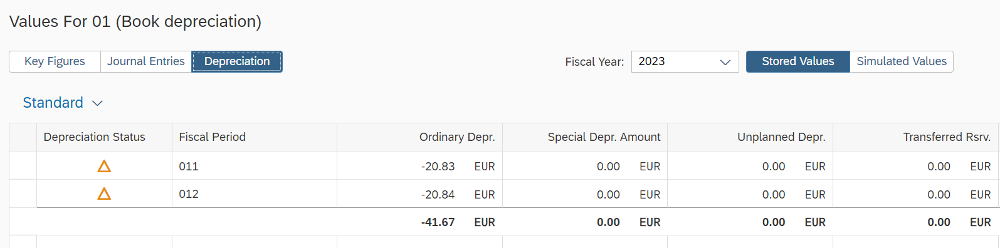 Values For 01 (Book depreciation)
Key Figures Journal Entries Depreciation Fiscal Year: 2023 Stored Values Simulated Values
Standard
Depreciation Status Fiscal Period Ordinary Depr. Special Depr. Amount Unplanned Depr. Transferred Rsrv.
011 -20.83 EUR 0.00 EUR 0.00 EUR 0.00 EUR
012 -20.84 EUR 0.00 EUR 0.00 EUR 0.00 EUR
-41.67 EUR 0.00 EUR 0.00 EUR 0.00 EUR